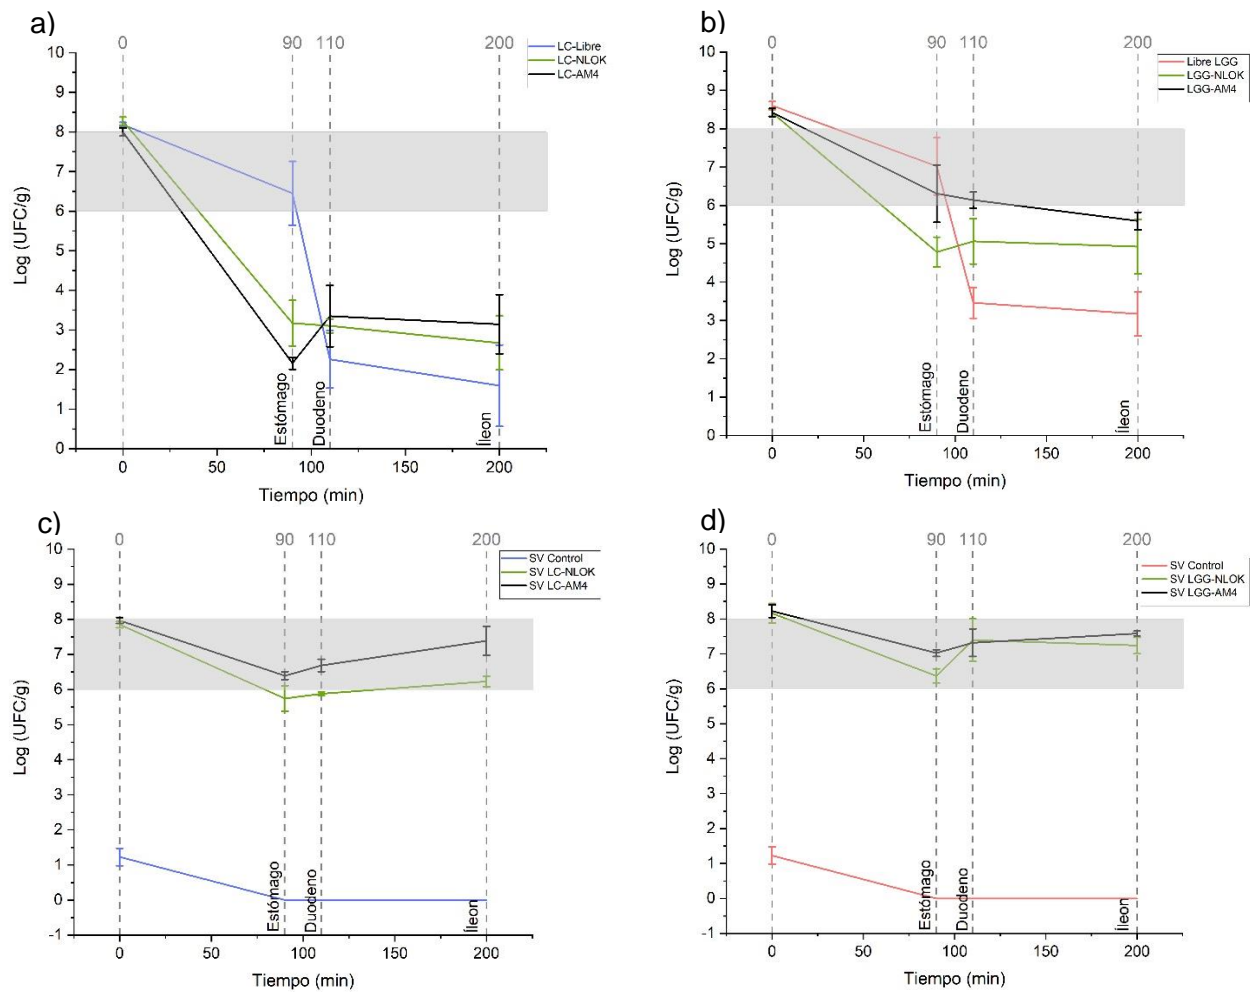 a)
0 90 110 200
LC-Libre
LC-NLOK
LC-AM4
10
9
8
7
6
5
4
3
2
1
0
Log (UFC/g)
Estómago
Duodeno
Íleon
0 50 100 150 200
Tiempo (min)
b)
0 90 110 200
Libre LGG
LGG-NLOK
LGG-AM4
10
9
8
7
6
5
4
3
2
1
0
Log (UFC/g)
Estómago
Duodeno
Íleon
0 50 100 150 200
Tiempo (min)
c)
0 90 110 200
SV Control
SV LC-NLOK
SV LC-AM4
10
9
8
7
6
5
4
3
2
1
0
-1
Log (UFC/g)
Estómago
Duodeno
Íleon
0 50 100 150 200
Tiempo (min)
d)
0 90 110 200
SV Control
SV LGG-NLOK
SV LGG-AM4
10
9
8
7
6
5
4
3
2
1
0
-1
Log (UFC/g)
Estómago
Duodeno
Íleon
0 50 100 150 200
Tiempo (min)